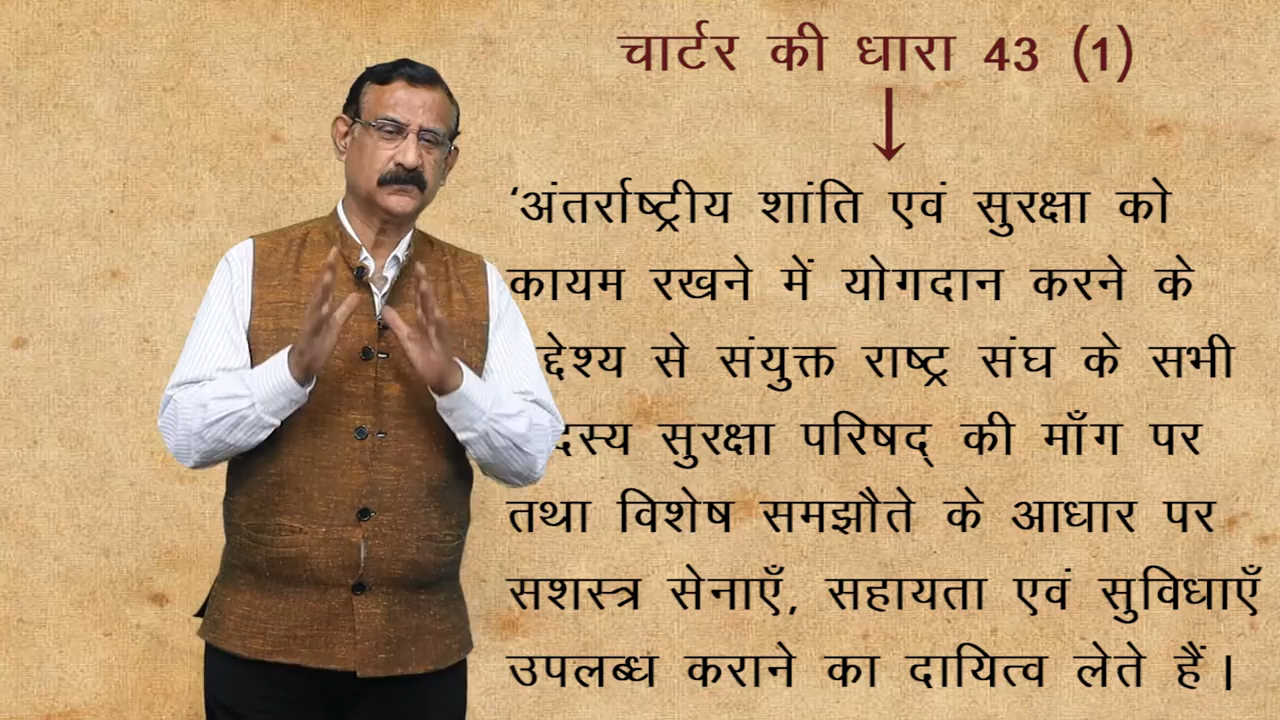 चार्टर की धारा 43 (1)
‘अंतर्राष्ट्रीय शांति एवं सुरक्षा को
कायम रखने में योगदान करने के
से संयुक्त राष्ट्र संघ के सभी
सुरक्षा परिषद् की माँग पर
तथा विशेष समझौते के आधार पर
सशस्त्र सेनाएँ, सहायता एवं सुविधाएँ
उपलब्ध कराने का दायित्व लेते हैं।